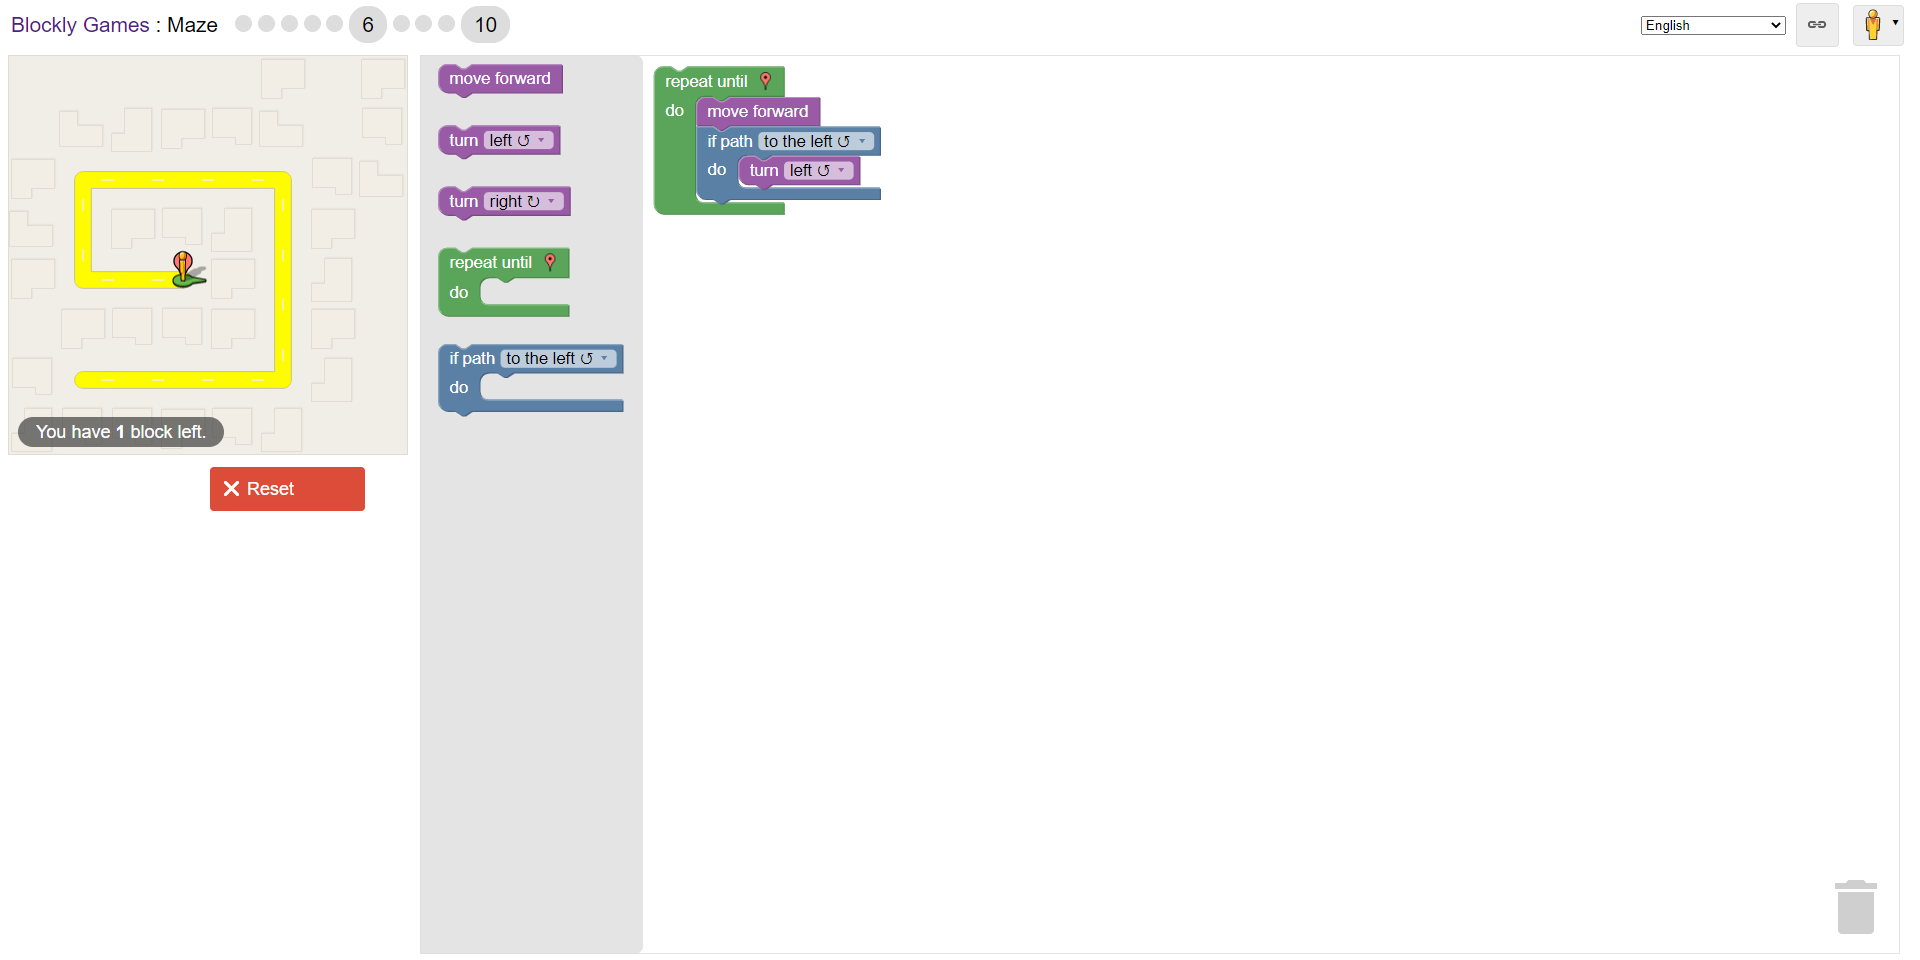 Blockly Games : Maze 6 10 English
move forward
turn left ↺
turn right ↻
repeat until
do
if path to the left ↺
do
repeat until
do move forward
if path to the left ↺
do turn left ↺
You have 1 block left.
Reset